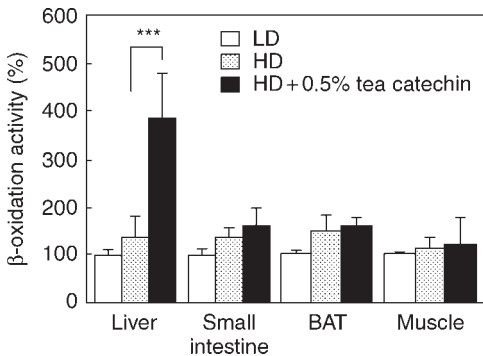 β-oxidation activity (%)
600
500
400
300
200
100
0
***
LD
HD
HD + 0.5% tea catechin
Liver
Small
intestine
BAT
Muscle